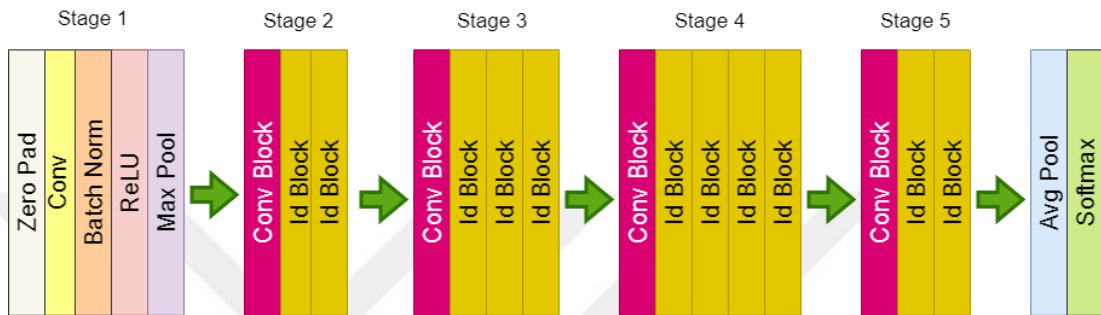 Stage 1
Zero Pad
Conv
Batch Norm
ReLU
Max Pool
Stage 2
Conv Block
Id Block
Id Block
Stage 3
Conv Block
Id Block
Id Block
Id Block
Stage 4
Conv Block
Id Block
Id Block
Id Block
Id Block
Stage 5
Conv Block
Id Block
Id Block
Avg Pool
Softmax